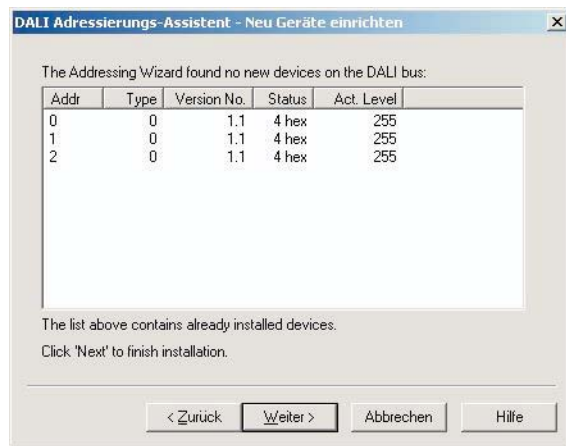 DALI Adressierungs-Assistent - Neu Geräte einrichten
The Addressing Wizard found no new devices on the DALI bus:
Addr Type Version No. Status Act. Level
0 0 1.1 4 hex 255
1 0 1.1 4 hex 255
2 0 1.1 4 hex 255
The list above contains already installed devices.
Click 'Next' to finish installation.
< Zurück Weiter > Abbrechen Hilfe